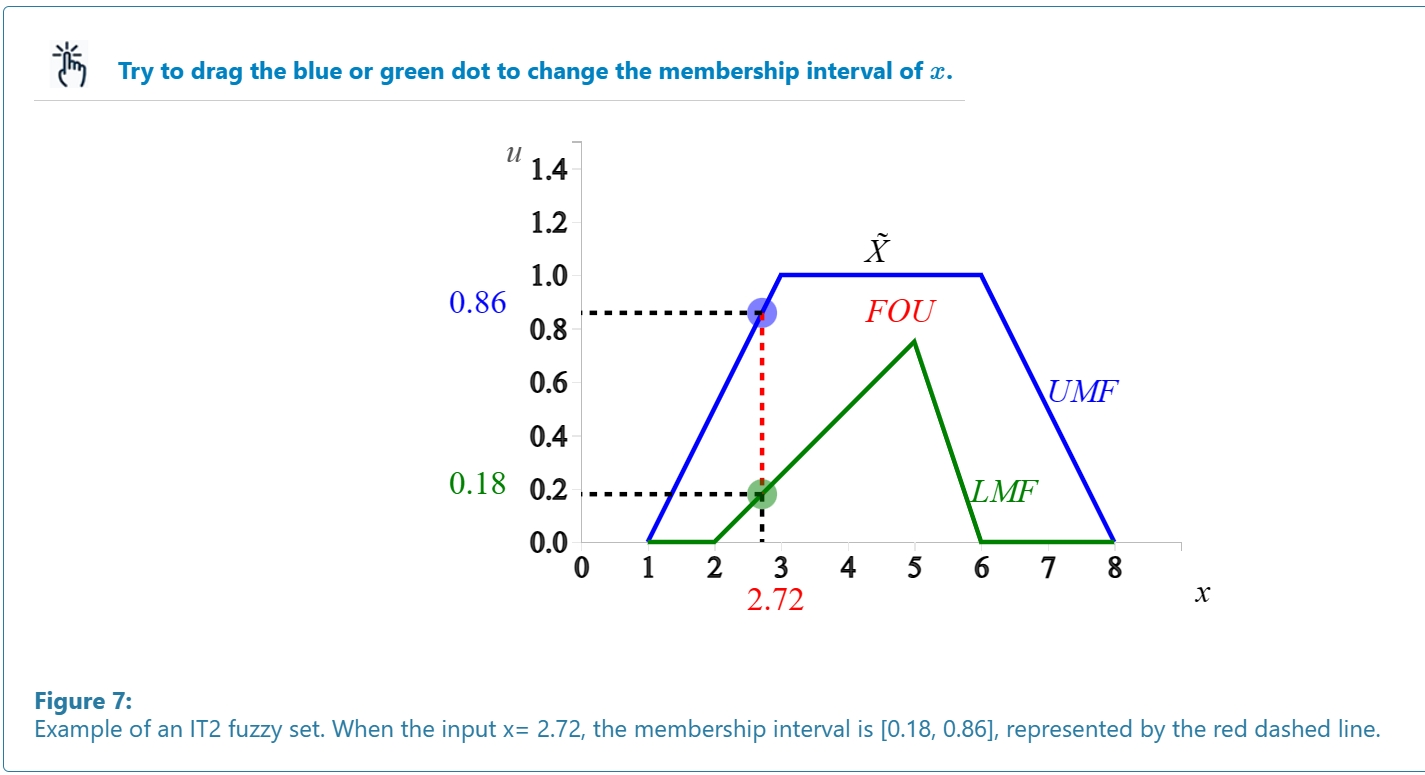 Try to drag the blue or green dot to change the membership interval of x.
u
1.4
1.2
X̃
1.0
0.86
FOU
0.8
0.6
UMF
0.4
0.18
0.2
LMF
0.0
0 1 2 3 4 5 6 7 8
2.72
x
Figure 7:
Example of an IT2 fuzzy set. When the input x= 2.72, the membership interval is [0.18, 0.86], represented by the red dashed line.